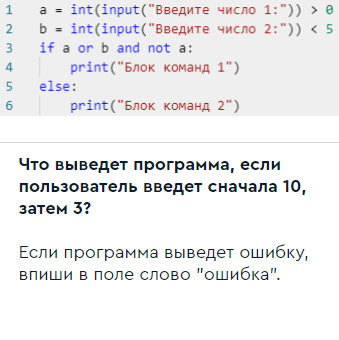 1 a = int(input("Введите число 1:")) > 0
2 b = int(input("Введите число 2:")) < 5
3 if a or b and not a:
4 print("Блок команд 1")
5 else:
6 print("Блок команд 2")
Что выведет программа, если
пользователь введет сначала 10,
затем 3?
Если программа выведет ошибку,
впиши в поле слово "ошибка".